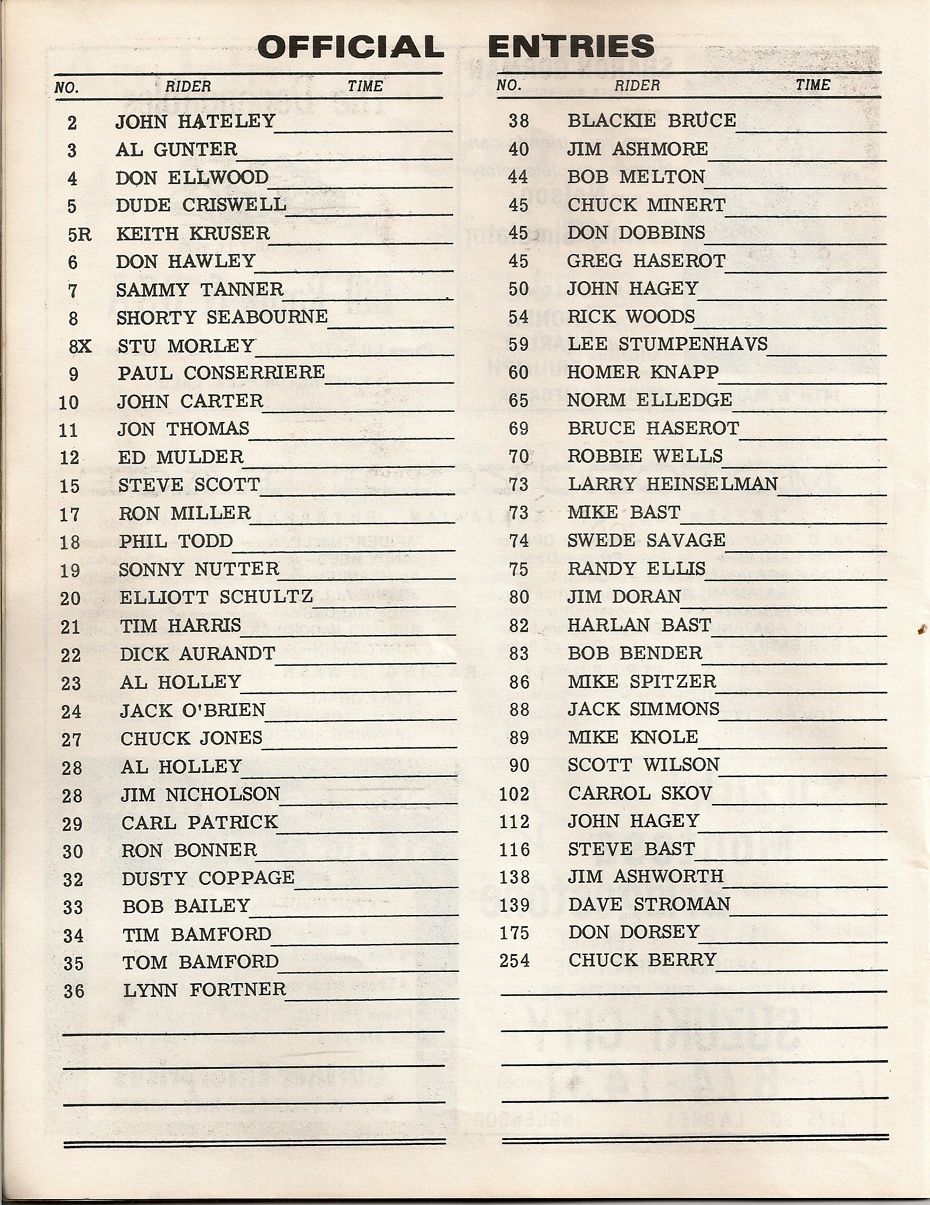 OFFICIAL ENTRIES
NO. RIDER TIME
2 JOHN HATELEY
3 AL GUNTER
4 DON ELLWOOD
5 DUDE CRISWELL
5R KEITH KRUSER
6 DON HAWLEY
7 SAMMY TANNER
8 SHORTY SEABOURNE
8X STU MORLEY
9 PAUL CONSERRIERE
10 JOHN CARTER
11 JON THOMAS
12 ED MULDER
15 STEVE SCOTT
17 RON MILLER
18 PHIL TODD
19 SONNY NUTTER
20 ELLIOTT SCHULTZ
21 TIM HARRIS
22 DICK AURANDT
23 AL HOLLEY
24 JACK O'BRIEN
27 CHUCK JONES
28 AL HOLLEY
28 JIM NICHOLSON
29 CARL PATRICK
30 RON BONNER
32 DUSTY COPPAGE
33 BOB BAILEY
34 TIM BAMFORD
35 TOM BAMFORD
36 LYNN FORTNER
NO. RIDER TIME
38 BLACKIE BRUCE
40 JIM ASHMORE
44 BOB MELTON
45 CHUCK MINERT
45 DON DOBBINS
45 GREG HASEROT
50 JOHN HAGEY
54 RICK WOODS
59 LEE STUMPENHAVS
60 HOMER KNAPP
65 NORM ELLEDGE
69 BRUCE HASEROT
70 ROBBIE WELLS
73 LARRY HEINSELMAN
73 MIKE BAST
74 SWEDE SAVAGE
75 RANDY ELLIS
80 JIM DORAN
82 HARLAN BAST
83 BOB BENDER
86 MIKE SPITZER
88 JACK SIMMONS
89 MIKE KNOLE
90 SCOTT WILSON
102 CARROL SKOV
112 JOHN HAGEY
116 STEVE BAST
138 JIM ASHWORTH
139 DAVE STROMAN
175 DON DORSEY
254 CHUCK BERRY